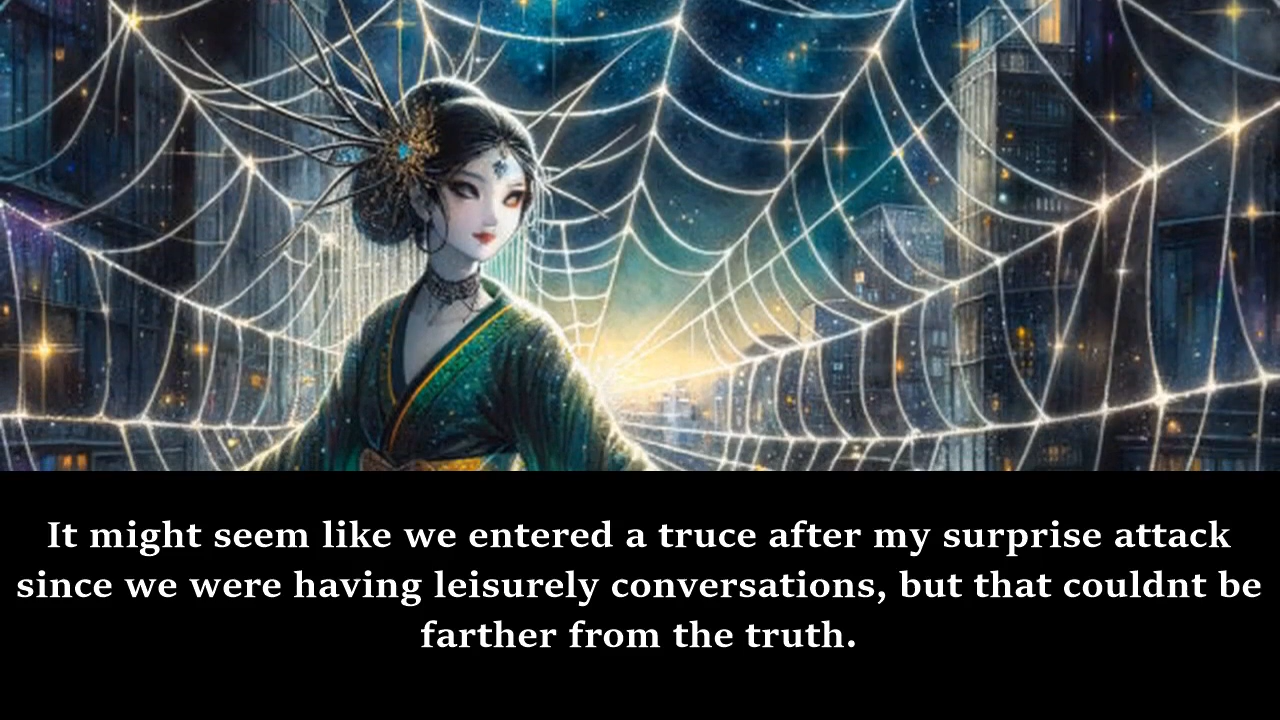 It might seem like we entered a truce after my surprise attack
since we were having leisurely conversations, but that couldnt be
farther from the truth.